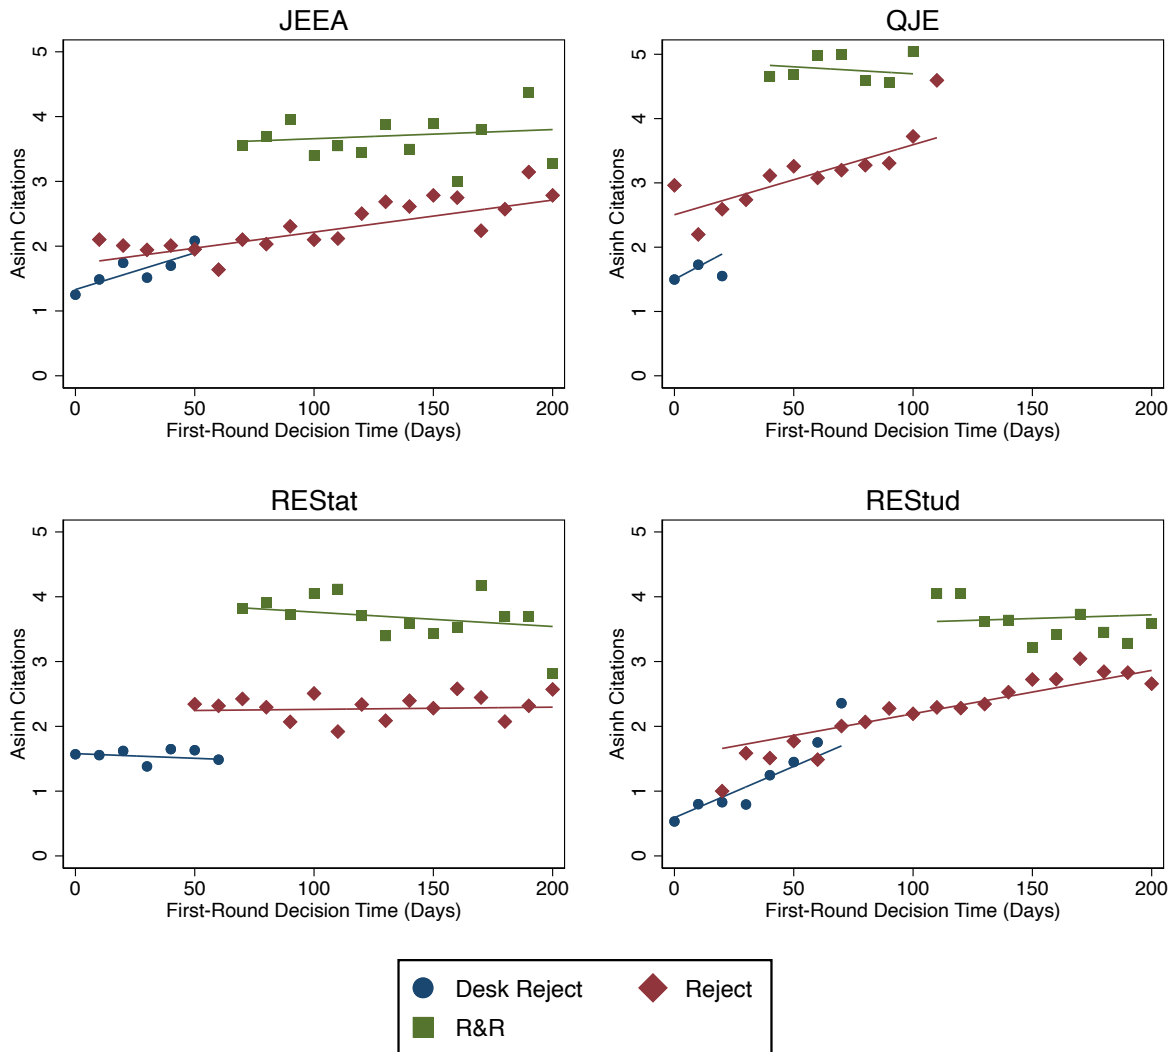 JEEA
QJE
Asinh Citations
0 1 2 3 4 5
0 50 100 150 200
First-Round Decision Time (Days)
Asinh Citations
0 1 2 3 4 5
0 50 100 150 200
First-Round Decision Time (Days)
REStat
REStud
Asinh Citations
0 1 2 3 4 5
0 50 100 150 200
First-Round Decision Time (Days)
Asinh Citations
0 1 2 3 4 5
0 50 100 150 200
First-Round Decision Time (Days)
Desk Reject
Reject
R&R